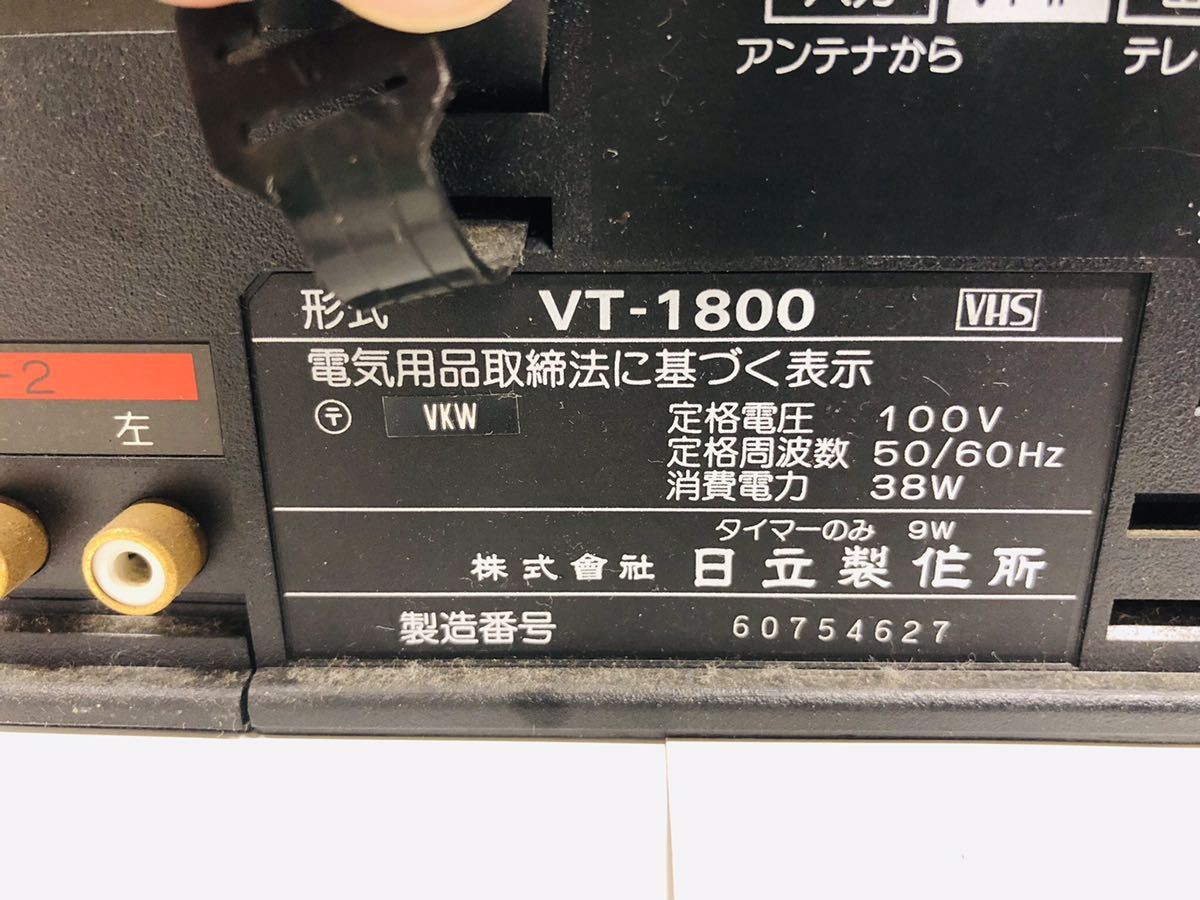 アンテナから
テレ
-2
左
形式 VT-1800 VHS
電気用品取締法に基づく表示
〒 VKW 定格電圧 100V
定格周波数 50/60Hz
消費電力 38W
タイマーのみ 9W
株式會社 日立製作所
製造番号 60754627